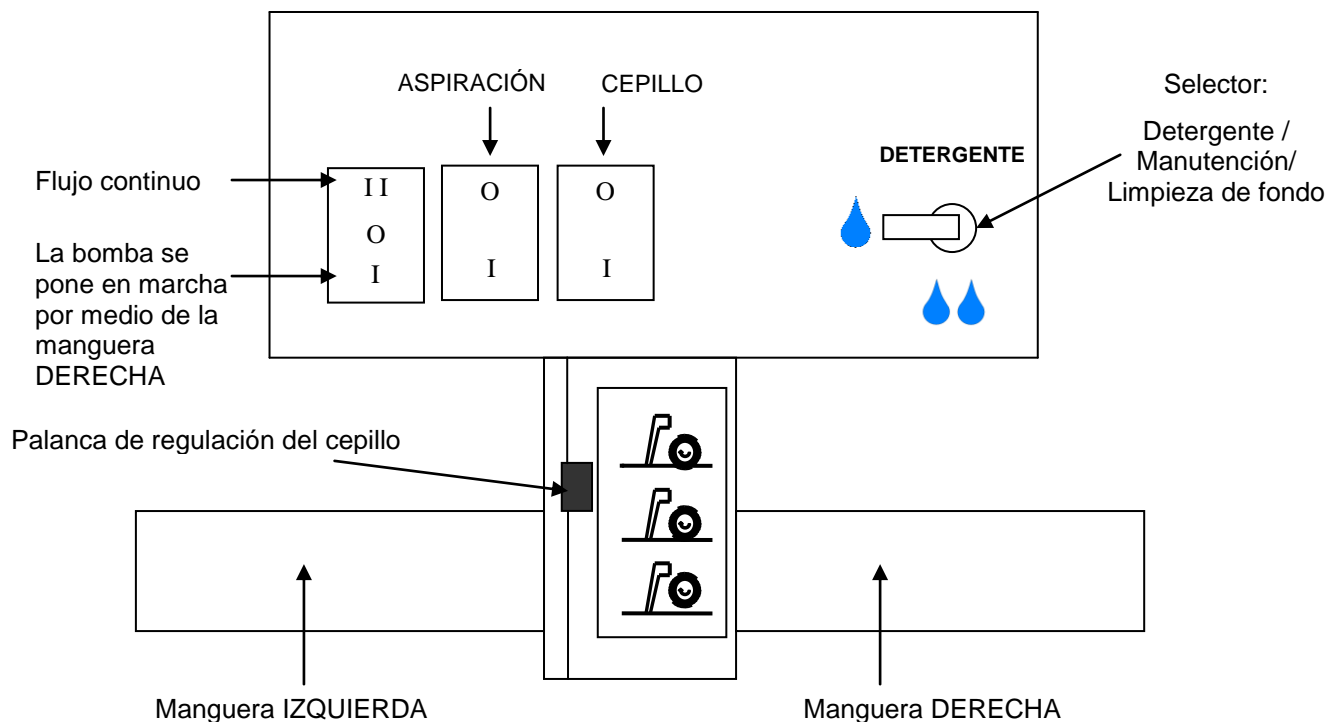 ASPIRACIÓN
CEPILLO
Selector:
Detergente /
Manutención/
Limpieza de fondo
DETERGENTE
Flujo continuo
La bomba se
pone en marcha
por medio de la
manguera
DERECHA
I I
O
I
O
I
O
I
Palanca de regulación del cepillo
Manguera IZQUIERDA
Manguera DERECHA